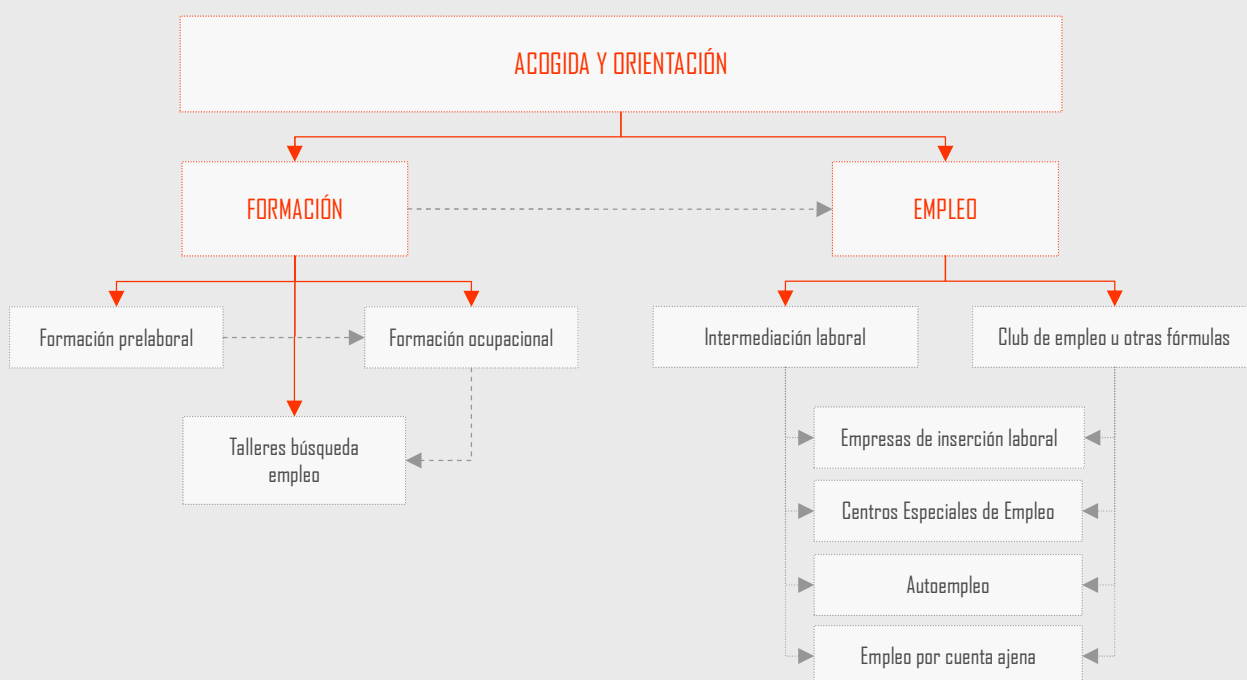 ACOGIDA Y ORIENTACIÓN
FORMACIÓN
EMPLEO
Formación prelaboral
Formación ocupacional
Intermediación laboral
Club de empleo u otras fórmulas
Talleres búsqueda
empleo
Empresas de inserción laboral
Centros Especiales de Empleo
Autoempleo
Empleo por cuenta ajena